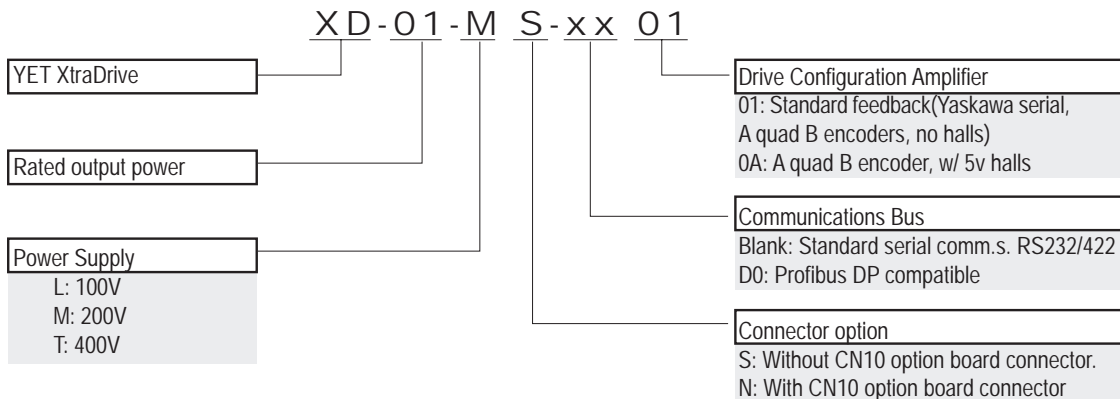 XD-01-M S-xx 01
YET XtraDrive
Rated output power
Power Supply
L: 100V
M: 200V
T: 400V
Drive Configuration Amplifier
01: Standard feedback(Yaskawa serial,
A quad B encoders, no halls)
0A: A quad B encoder, w/ 5v halls
Communications Bus
Blank: Standard serial comm.s. RS232/422
D0: Profibus DP compatible
Connector option
S: Without CN10 option board connector.
N: With CN10 option board connector